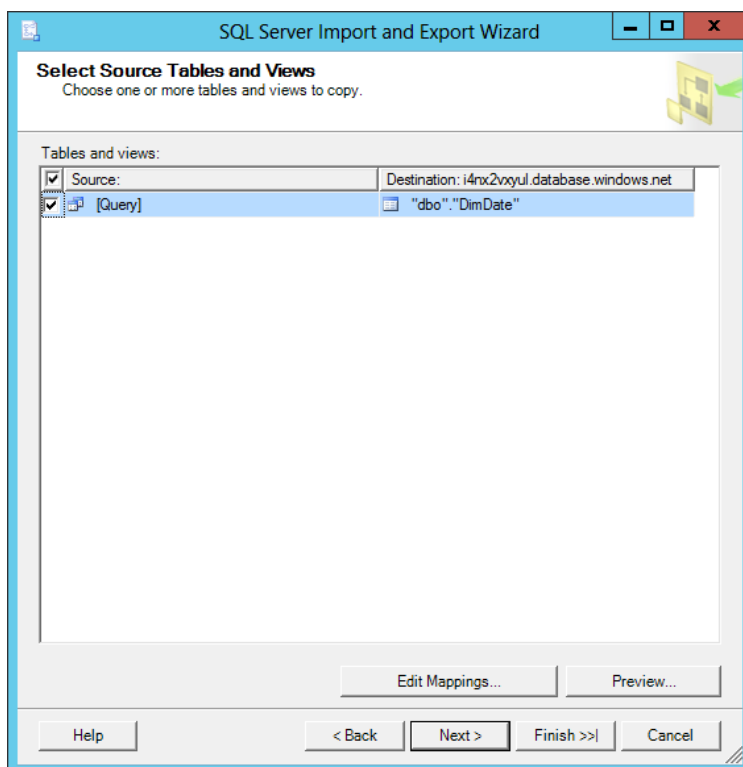 SQL Server Import and Export Wizard
x
Select Source Tables and Views
Choose one or more tables and views to copy.
Tables and views:
Source: Destination: i4nx2vxyul.database.windows.net
[Query] "dbo"."DimDate"
Edit Mappings... Preview...
Help < Back Next > Finish >>| Cancel